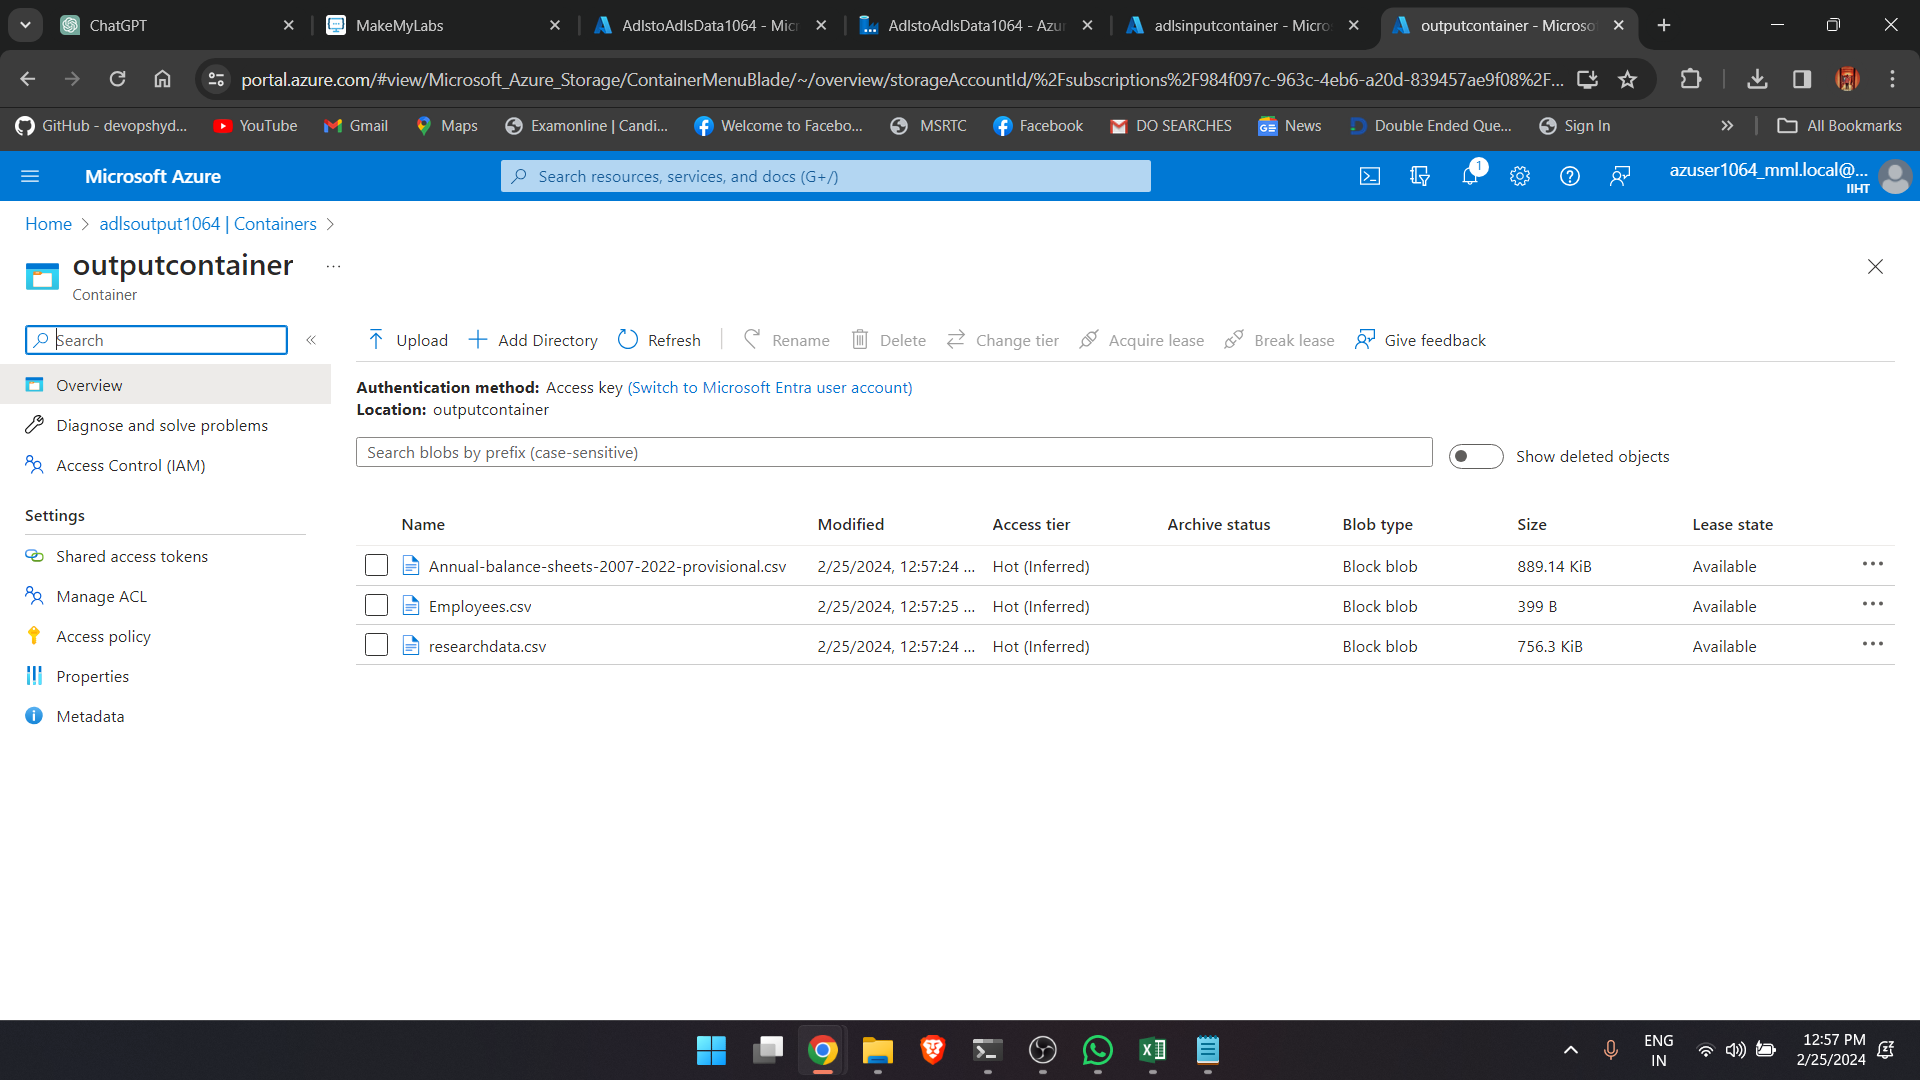 ChatGPT
MakeMyLabs
AdlstoAdlsData1064 - Mic
AdlstoAdlsData1064 - Azu
adlsinputcontainer - Micro
outputcontainer - Microso
portal.azure.com/#view/Microsoft_Azure_Storage/ContainerMenuBlade/~/overview/storageAccountId/%2Fsubscriptions%2F984f097c-963c-4eb6-a20d-839457ae9f08%2F...
GitHub - devopshyd...
YouTube
Gmail
Maps
Examonline | Candi...
Welcome to Facebo...
MSRTC
Facebook
DO SEARCHES
News
Double Ended Que...
Sign In
All Bookmarks
Microsoft Azure
Search resources, services, and docs (G+/)
1
azuser1064_mml.local@...
IIHT
Home > adlsoutput1064 | Containers >
outputcontainer ...
Container
Search
Upload
Add Directory
Refresh
Rename
Delete
Change tier
Acquire lease
Break lease
Give feedback
Overview
Diagnose and solve problems
Access Control (IAM)
Settings
Shared access tokens
Manage ACL
Access policy
Properties
Metadata
Authentication method: Access key (Switch to Microsoft Entra user account)
Location: outputcontainer
Search blobs by prefix (case-sensitive)
Show deleted objects
Name Modified Access tier Archive status Blob type Size Lease state
Annual-balance-sheets-2007-2022-provisional.csv 2/25/2024, 12:57:24 ... Hot (Inferred) Block blob 889.14 KiB Available ...
Employees.csv 2/25/2024, 12:57:25 ... Hot (Inferred) Block blob 399 B Available ...
researchdata.csv 2/25/2024, 12:57:24 ... Hot (Inferred) Block blob 756.3 KiB Available ...
ENG
IN
12:57 PM
2/25/2024